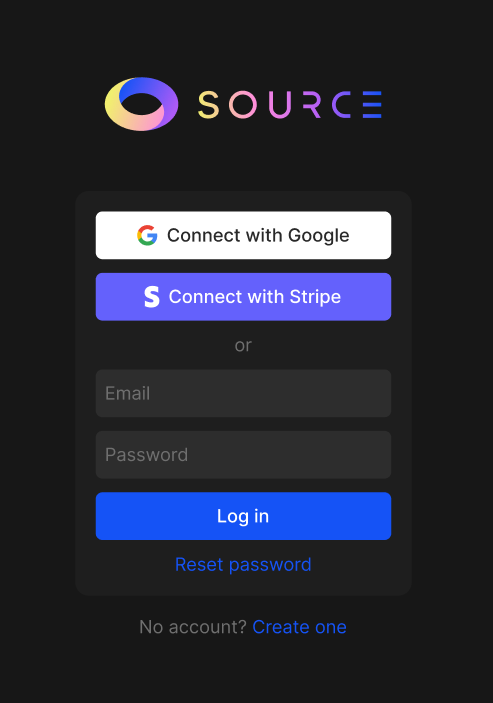 SOURCE
Connect with Google
Connect with Stripe
or
Email
Password
Log in
Reset password
No account? Create one